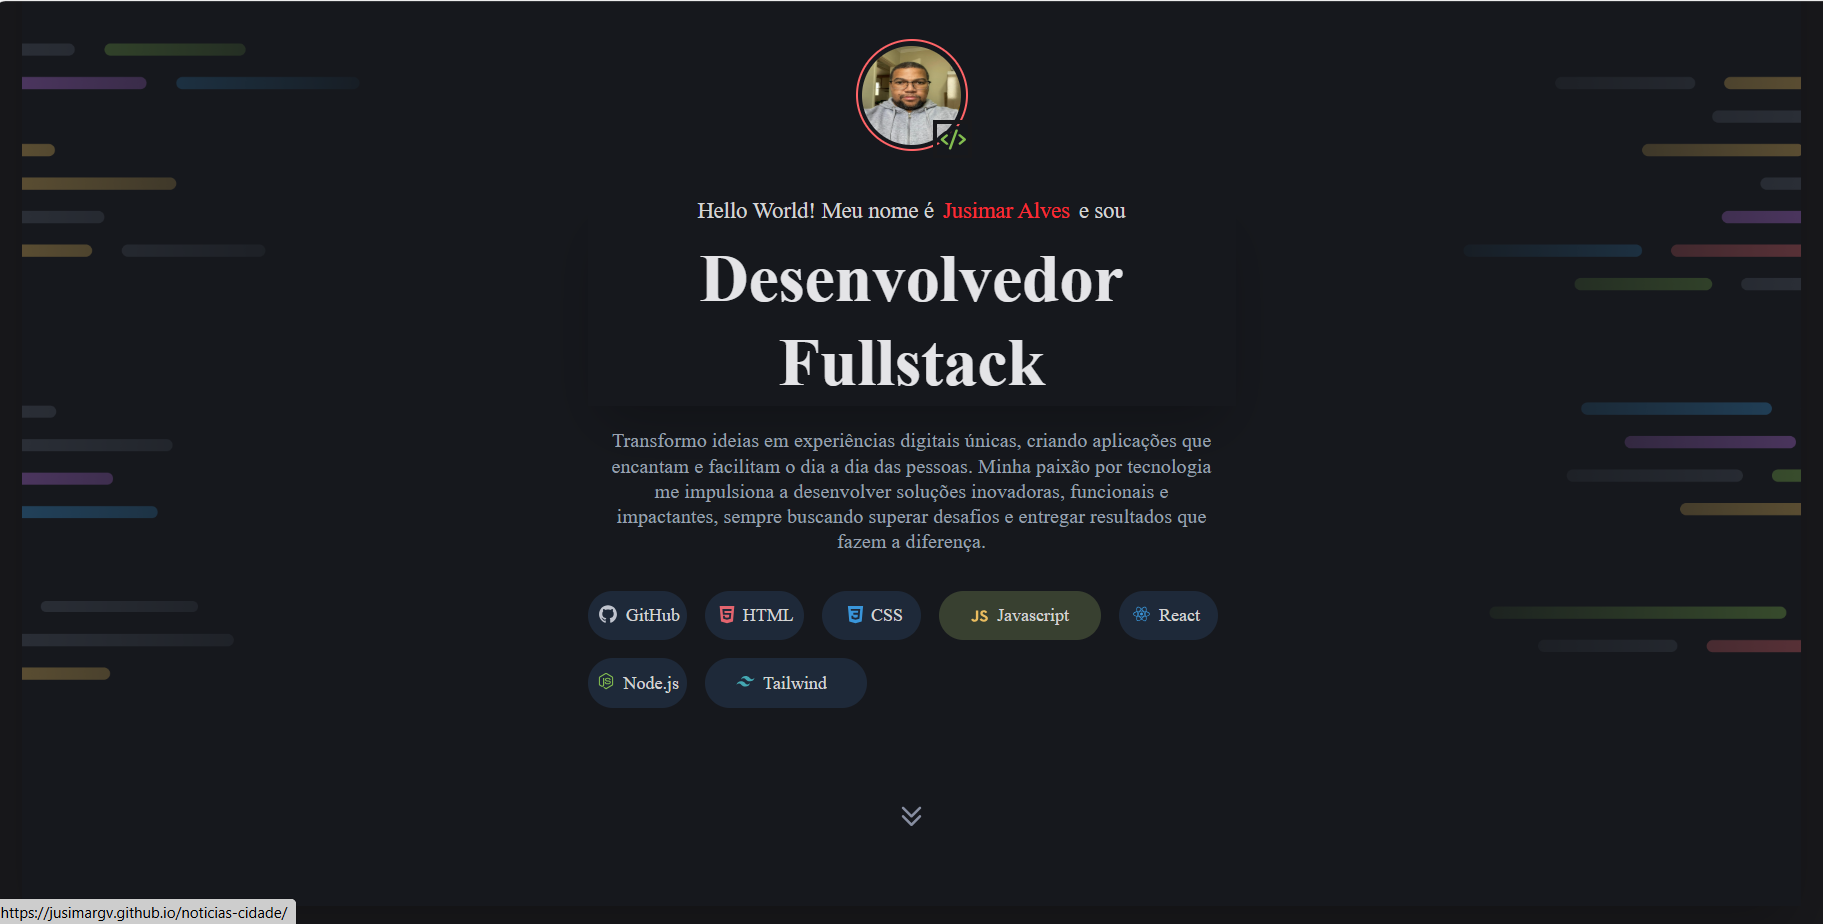 Hello World! Meu nome é Jusimar Alves e sou
Desenvolvedor
Fullstack
Transformo ideias em experiências digitais únicas, criando aplicações que
encantam e facilitam o dia a dia das pessoas. Minha paixão por tecnologia
me impulsiona a desenvolver soluções inovadoras, funcionais e
impactantes, sempre buscando superar desafios e entregar resultados que
fazem a diferença.
GitHub HTML CSS JS Javascript React
Node.js Tailwind
https://jusimargv.github.io/noticias-cidade/